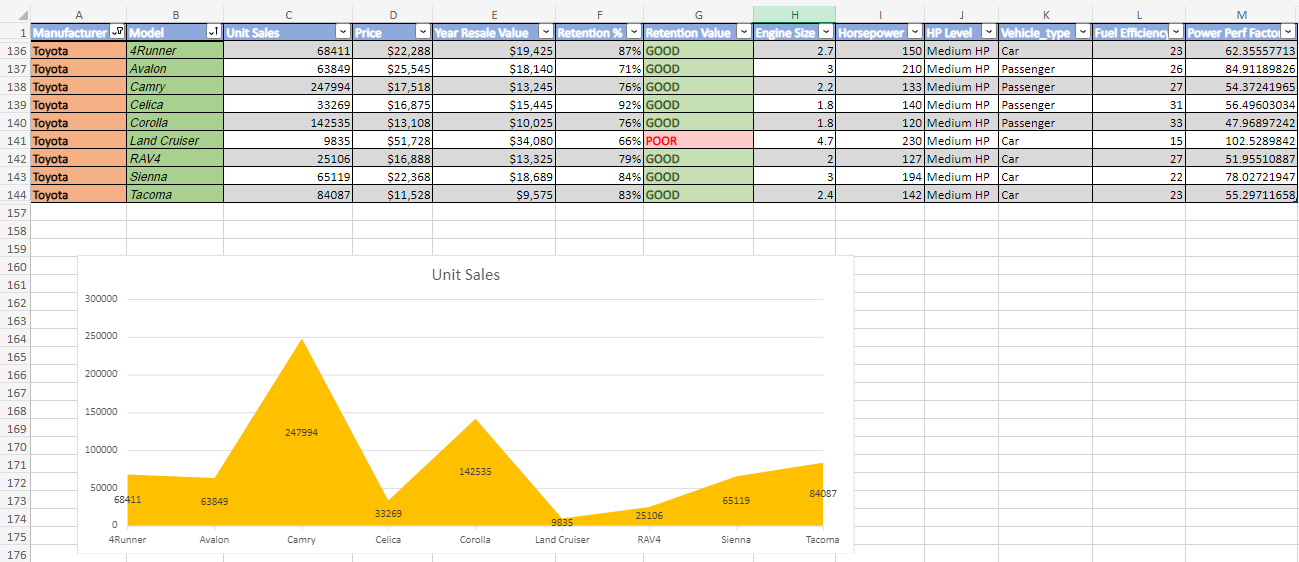 A B C D E F G H I J K L M
1 Manufacturer Model Unit Sales Price Year Resale Value Retention % Retention Value Engine Size Horsepower HP Level Vehicle_type Fuel Efficiency Power Perf Facto
136 Toyota 4Runner 68411 $22,288 $19,425 87% GOOD 2.7 150 Medium HP Car 23 62.35557713
137 Toyota Avalon 63849 $25,545 $18,140 71% GOOD 3 210 Medium HP Passenger 26 84.91189826
138 Toyota Camry 247994 $17,518 $13,245 76% GOOD 2.2 133 Medium HP Passenger 27 54.37241965
139 Toyota Celica 33269 $16,875 $15,445 92% GOOD 1.8 140 Medium HP Passenger 31 56.49603034
140 Toyota Corolla 142535 $13,108 $10,025 76% GOOD 1.8 120 Medium HP Passenger 33 47.96897242
141 Toyota Land Cruiser 9835 $51,728 $34,080 66% POOR 4.7 230 Medium HP Car 15 102.5289842
142 Toyota RAV4 25106 $16,888 $13,325 79% GOOD 2 127 Medium HP Car 27 51.95510887
143 Toyota Sienna 65119 $22,368 $18,689 84% GOOD 3 194 Medium HP Car 22 78.02721947
144 Toyota Tacoma 84087 $11,528 $9,575 83% GOOD 2.4 142 Medium HP Car 23 55.29711658
157
158
159
160
161
162
163
164
165
166
167
168
169
170
171
172
173
174
175
176
Unit Sales
300000
250000
200000
150000
100000
50000
0
68411 63849 247994 33269 142535 9835 25106 65119 84087
4Runner Avalon Camry Celica Corolla Land Cruiser RAV4 Sienna Tacoma